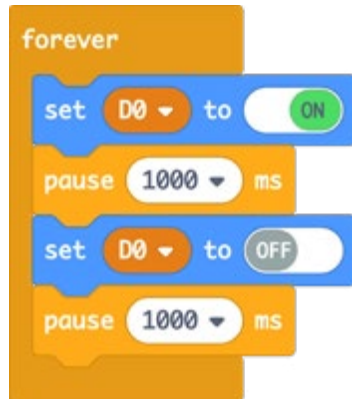 forever
set D0 to ON
pause 1000 ms
set D0 to OFF
pause 1000 ms